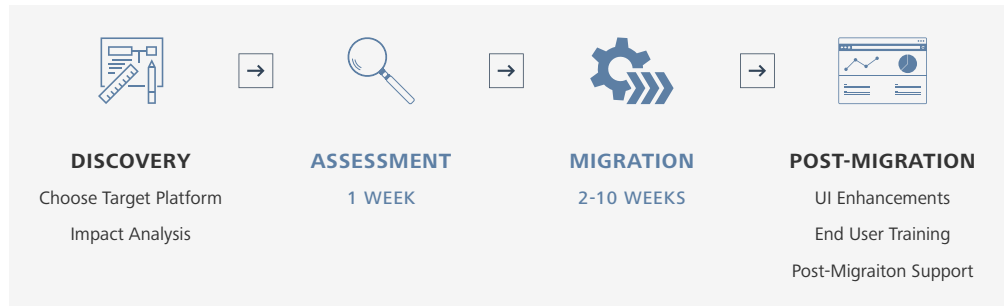 DISCOVERY
Choose Target Platform
Impact Analysis
ASSESSMENT
1 WEEK
MIGRATION
2-10 WEEKS
POST-MIGRATION
UI Enhancements
End User Training
Post-Migraiton Support